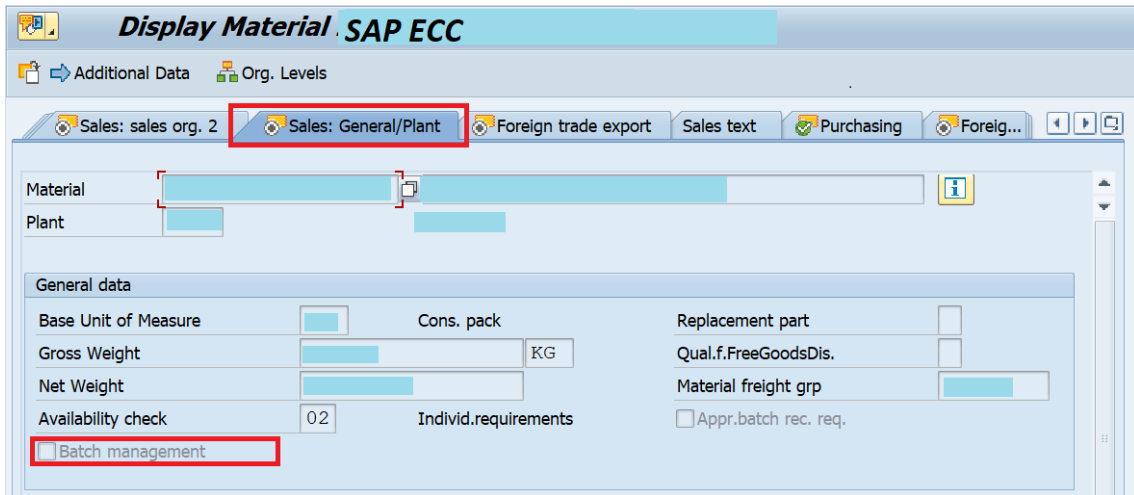 Display Material SAP ECC
Additional Data Org. Levels
Sales: sales org. 2 Sales: General/Plant Foreign trade export Sales text Purchasing Foreig...
Material
Plant
General data
Base Unit of Measure Cons. pack Replacement part
Gross Weight KG Qual.f.FreeGoodsDis.
Net Weight Material freight grp
Availability check 02 Individ.requirements Appr.batch rec. req.
Batch management